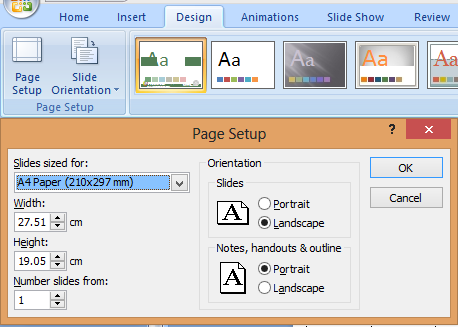 Home Insert Design Animations Slide Show Review
Page Setup
Slide Orientation
Aa Aa Aa Aa
Page Setup
Page Setup
Slides sized for:
A4 Paper (210x297 mm)
Width:
27.51 cm
Height:
19.05 cm
Number slides from:
1
Orientation
Slides
A
Portrait
Landscape
Notes, handouts & outline
A
Portrait
Landscape
OK
Cancel